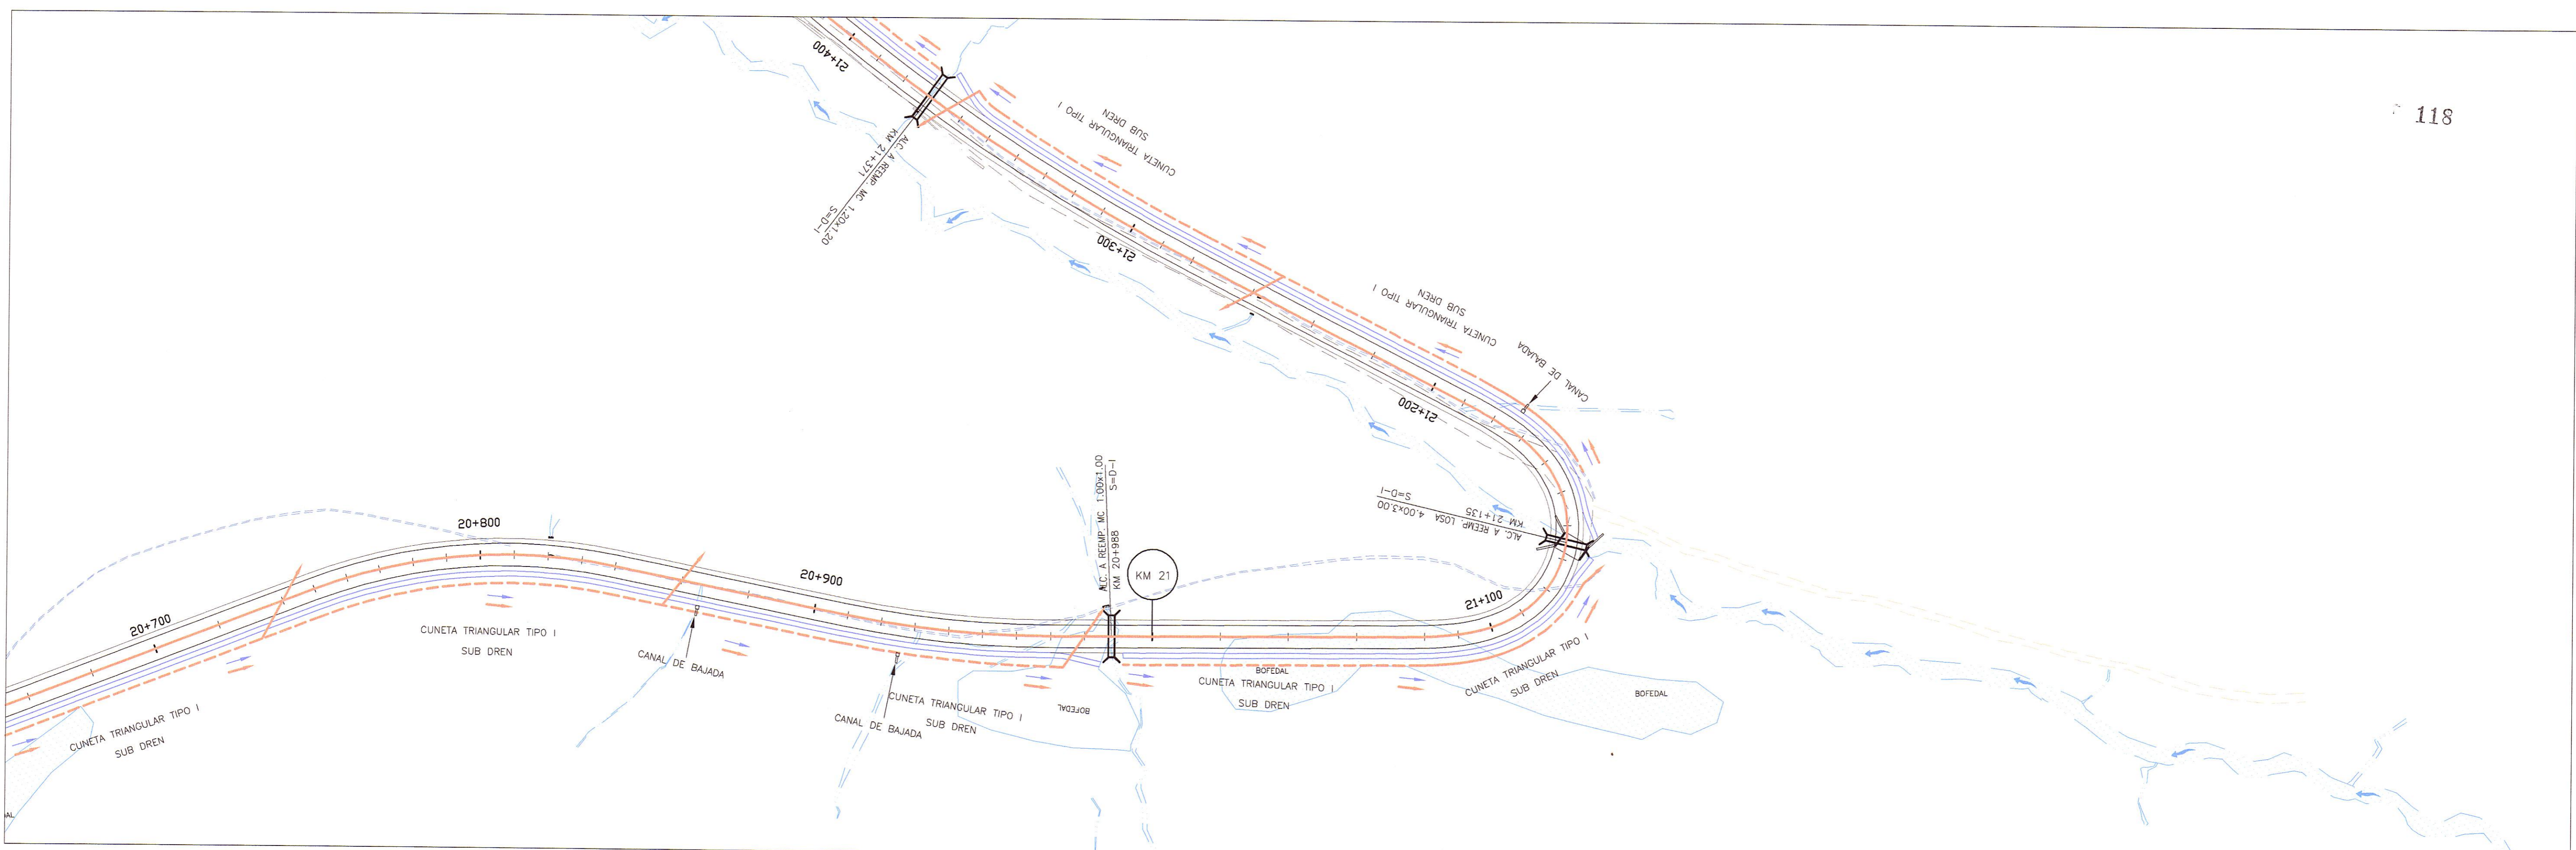 118
21+400
CUNETA TRIANGULAR TIPO I
SUB DREN
ALC. A REEMP. MC 1.20x1.20
KM 21+371
S=D-I
21+300
CUNETA TRIANGULAR TIPO I
SUB DREN
CANAL DE BAJADA
21+200
ALC. A REEMP. LOSA 4.00x3.00
KM 21+135
S=D-I
ALC. A REEMP. MC 1.00x1.00
KM 20+988
S=D-I
KM 21
20+800
20+900
21+100
20+700
CUNETA TRIANGULAR TIPO I
SUB DREN
CANAL DE BAJADA
CUNETA TRIANGULAR TIPO I
SUB DREN
CANAL DE BAJADA
CUNETA TRIANGULAR TIPO I
SUB DREN
BOFEDAL
BOFEDAL
CUNETA TRIANGULAR TIPO I
SUB DREN
CUNETA TRIANGULAR TIPO I
SUB DREN
BOFEDAL